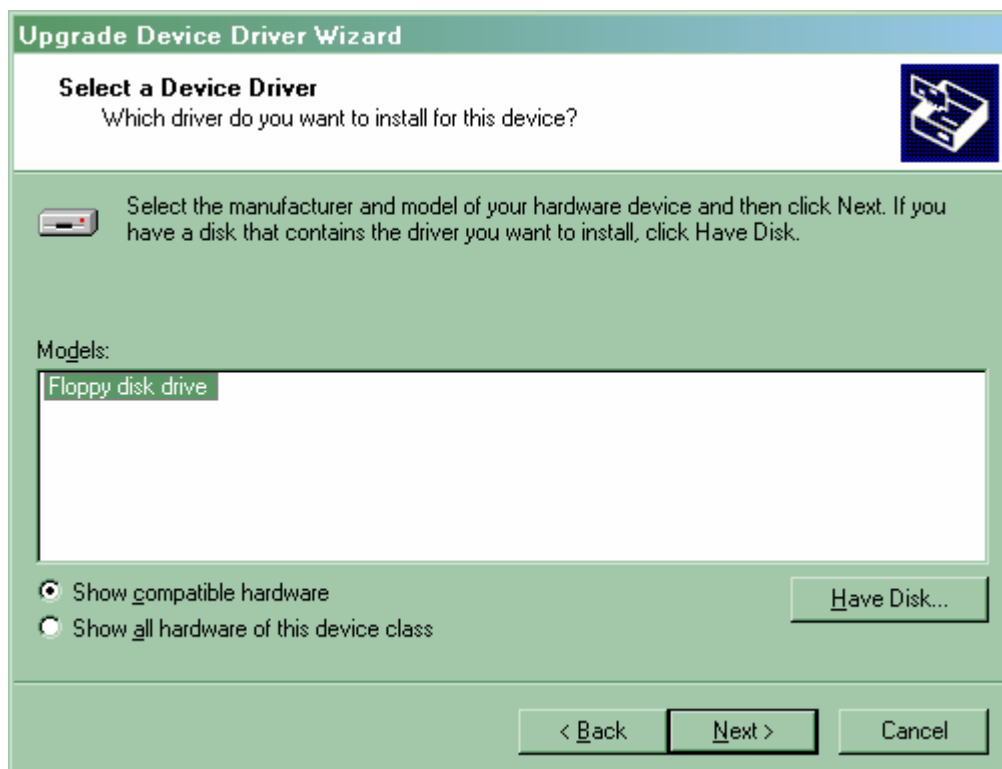 Upgrade Device Driver Wizard
Select a Device Driver
Which driver do you want to install for this device?
Select the manufacturer and model of your hardware device and then click Next. If you
have a disk that contains the driver you want to install, click Have Disk.
Models:
Floppy disk drive
Show compatible hardware
Have Disk...
Show all hardware of this device class
< Back
Next >
Cancel